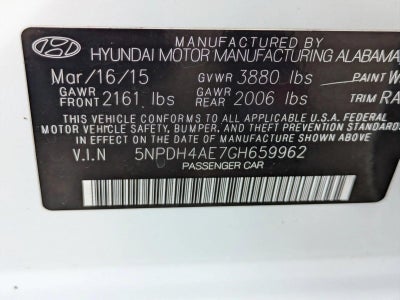 MANUFACTURED BY
HYUNDAI MOTOR MANUFACTURING ALABAMA,
Mar/16/15 GVWR 3880 lbs PAINT W
GAWR FRONT 2161 lbs GAWR REAR 2006 lbs TRIM RA
THIS VEHICLE CONFORMS TO ALL APPLICABLE U.S.A FEDERAL
MOTOR VEHICLE SAFETY, BUMPER, AND THEFT PREVENTION STANDARDS
IN EFFECT ON THE DATE OF MANUFACTURE SHOWN ABOVE.
V.I.N 5NPDH4AE7GH659962
PASSENGER CAR